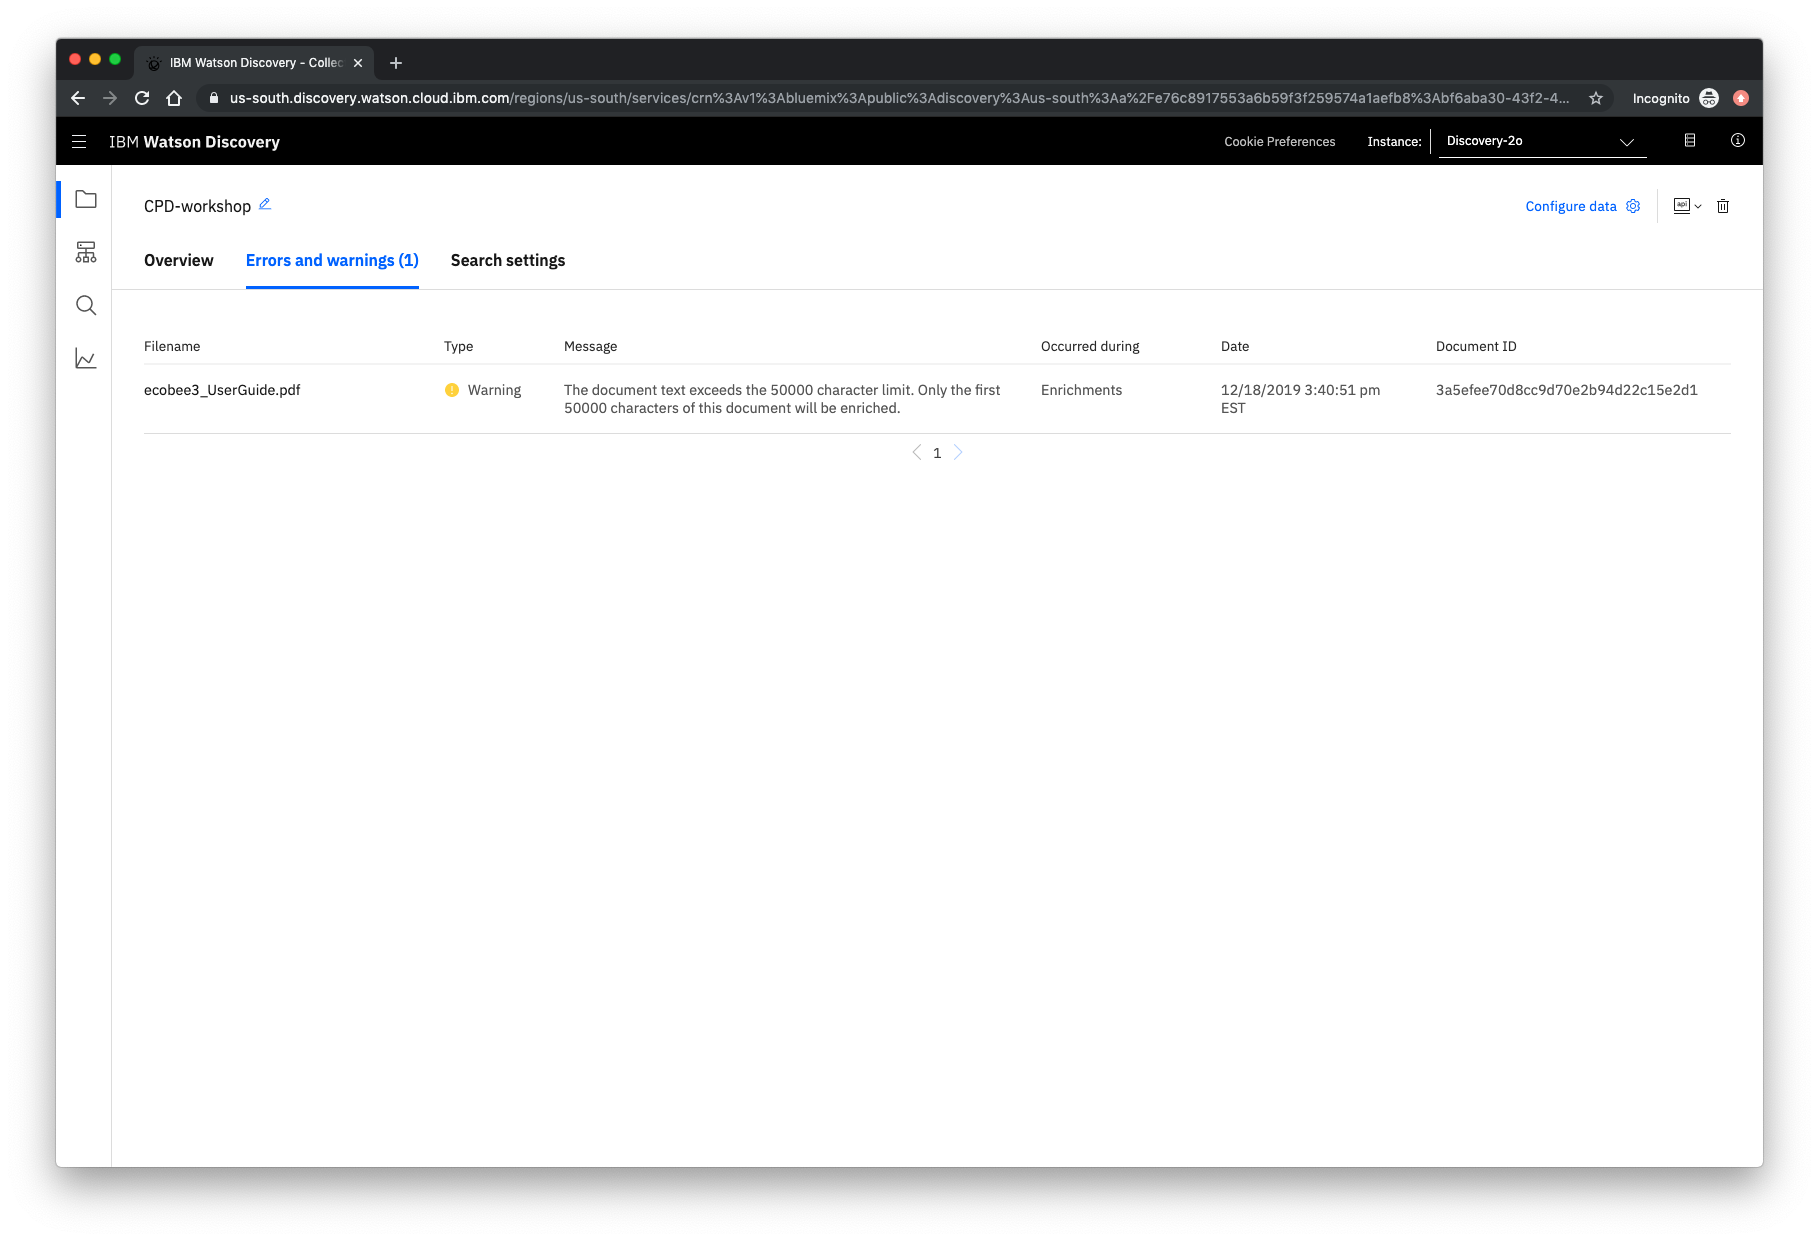 IBM Watson Discovery - Collec
us-south.discovery.watson.cloud.ibm.com/regions/us-south/services/crn%3Av1%3Abluemix%3Apublic%3Adiscovery%3Aus-south%3Aa%2Fe76c8917553a6b59f3f259574a1aefb8%3Abf6aba30-43f2-4...
Incognito
IBM Watson Discovery
Cookie Preferences
Instance:
Discovery-2o
CPD-workshop
Configure data
api
Overview
Errors and warnings (1)
Search settings
Filename
Type
Message
Occurred during
Date
Document ID
ecobee3_UserGuide.pdf
Warning
The document text exceeds the 50000 character limit. Only the first
50000 characters of this document will be enriched.
Enrichments
12/18/2019 3:40:51 pm
EST
3a5efee70d8cc9d70e2b94d22c15e2d1
1